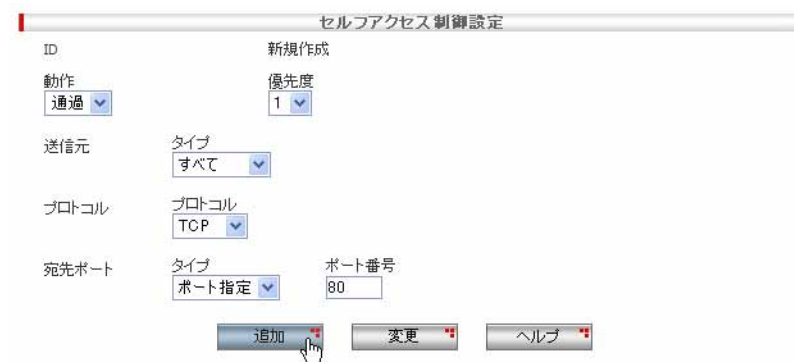 セルフアクセス制御設定
ID 新規作成
動作 優先度
通過 1
送信元 タイプ
すべて
プロトコル プロトコル
TCP
宛先ポート タイプ ポート番号
ポート指定 80
追加 変更 ヘルプ